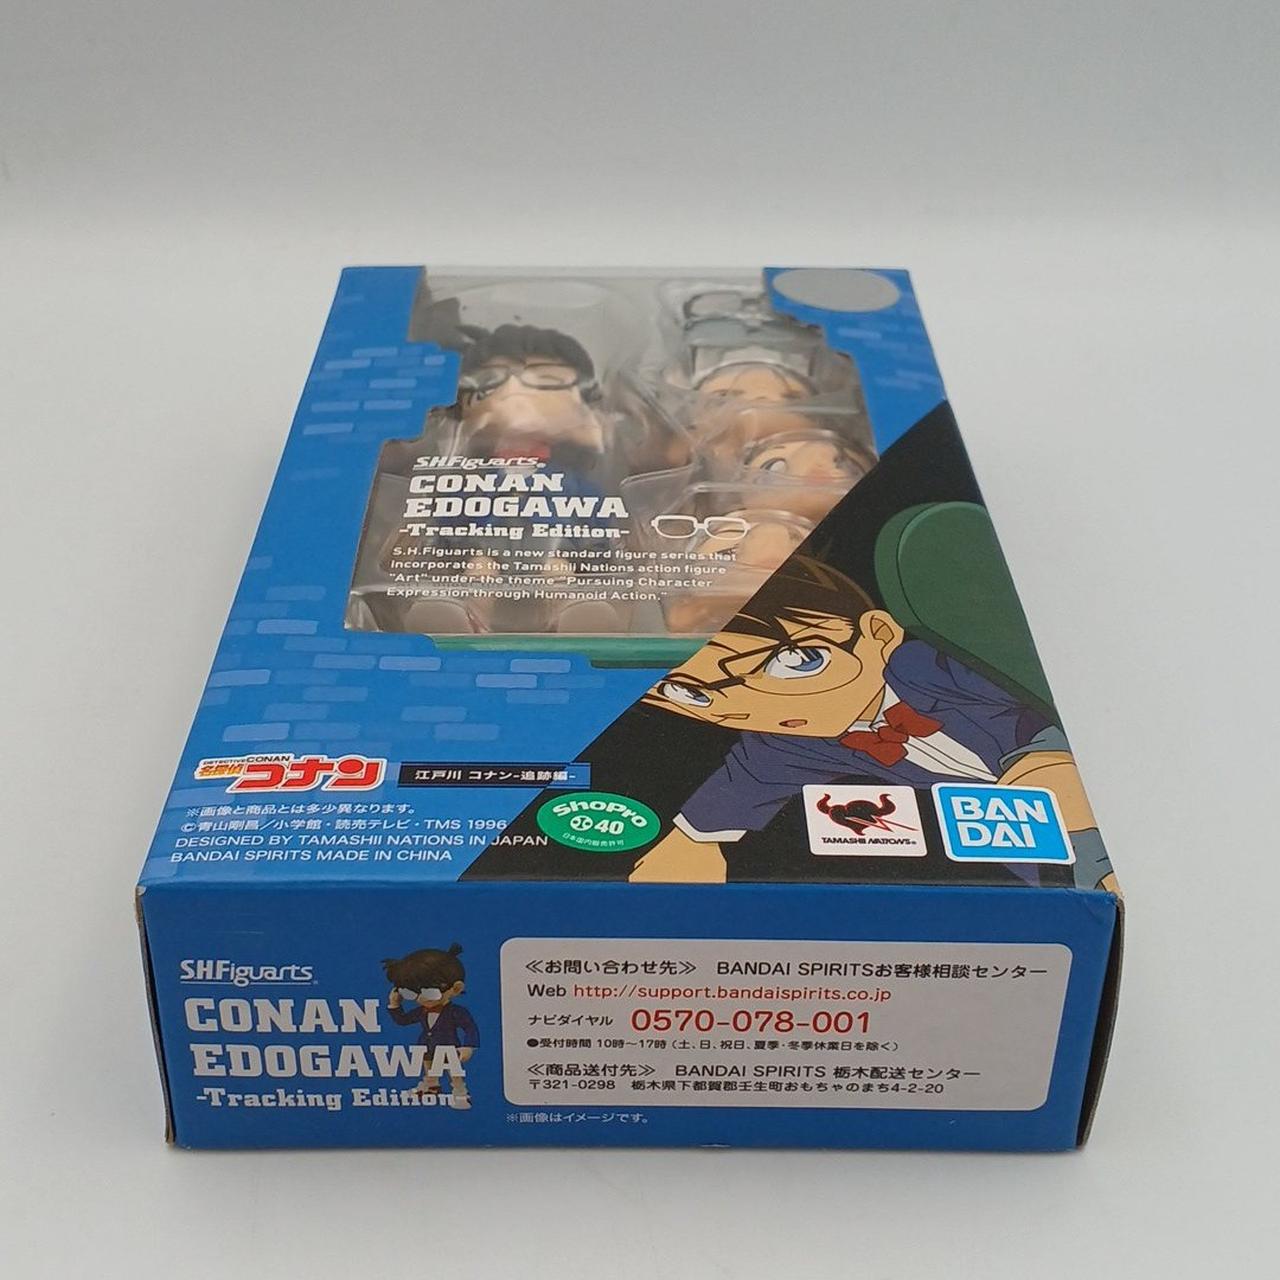 S.H.Figuarts
CONAN
EDOGAWA
-Tracking Edition-
S.H.Figuarts is a new standard figure series that
incorporates the Tamashii Nations action figure
"Art" under the theme "Pursuing Character
Expression through Humanoid Action."
DETECTIVE CONAN
名探偵コナン
江戸川 コナン-追跡編-
※画像と商品とは多少異なります。
©青山剛昌／小学館・読売テレビ・TMS 1996
DESIGNED BY TAMASHII NATIONS IN JAPAN
BANDAI SPIRITS MADE IN CHINA
ShoPro
40
日本国内販売許可
TAMASHII NATIONS
BAN
DAI
S.H.Figuarts
CONAN
EDOGAWA
-Tracking Edition-
≪お問い合わせ先≫ BANDAI SPIRITSお客様相談センター
Web http://support.bandaispirits.co.jp
ナビダイヤル 0570-078-001
●受付時間 10時～17時（土、日、祝日、夏季・冬季休業日を除く）
≪商品送付先≫ BANDAI SPIRITS 栃木配送センター
〒321-0298 栃木県下都賀郡壬生町おもちゃのまち4-2-20
※画像はイメージです。